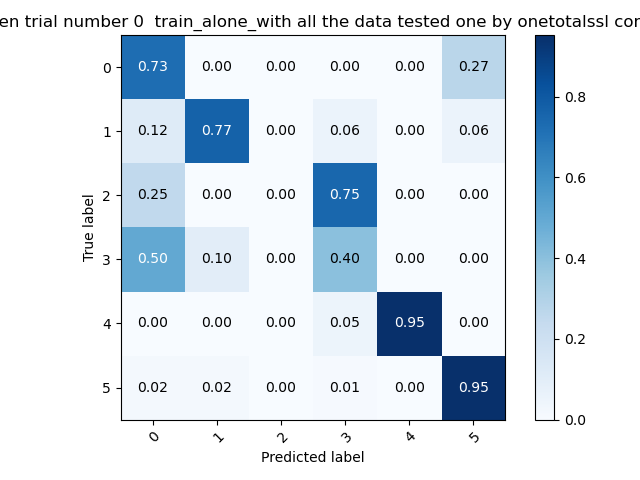 en trial number 0 train_alone_with all the data tested one by onetotalssl con
0 0.73 0.00 0.00 0.00 0.00 0.27
1 0.12 0.77 0.00 0.06 0.00 0.06
2 0.25 0.00 0.00 0.75 0.00 0.00
3 0.50 0.10 0.00 0.40 0.00 0.00
4 0.00 0.00 0.00 0.05 0.95 0.00
5 0.02 0.02 0.00 0.01 0.00 0.95
0 1 2 3 4 5
True label
Predicted label
0.8
0.6
0.4
0.2
0.0